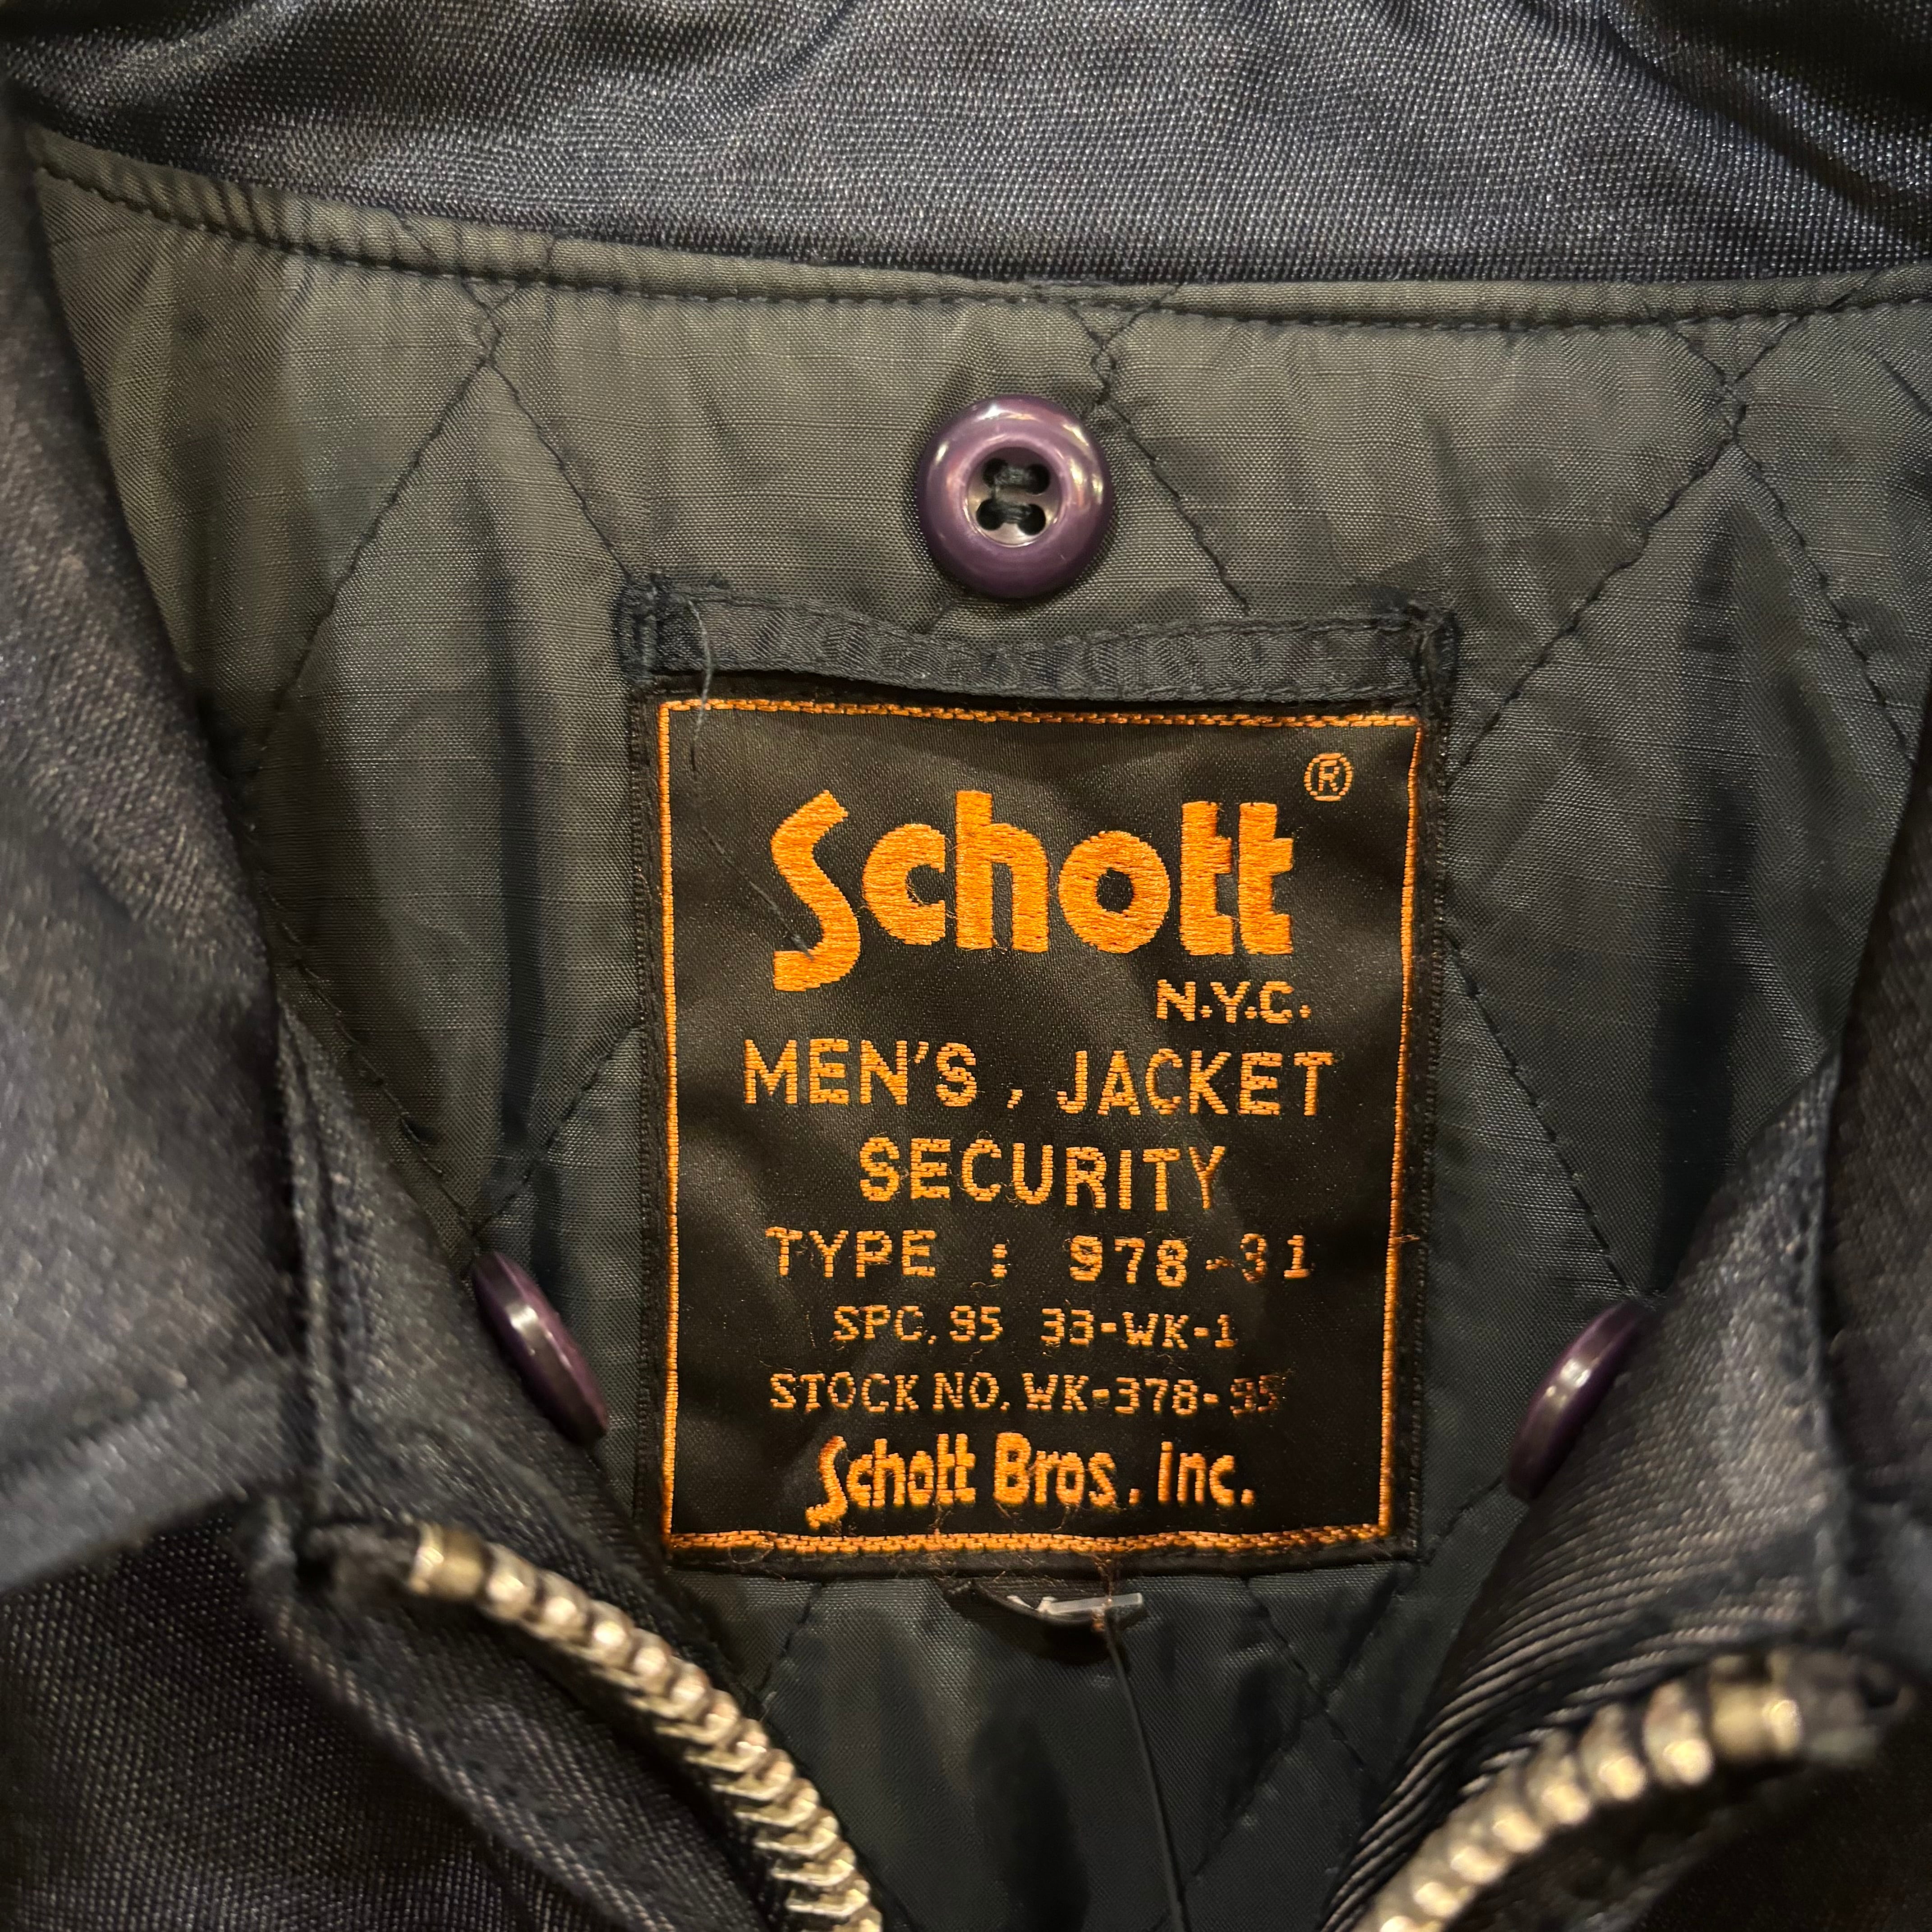 Schott®
N.Y.C.
MEN'S, JACKET
SECURITY
TYPE : 978-31
SPC. 95 33-WK-1
STOCK NO. WK-378-95
Schott Bros. inc.